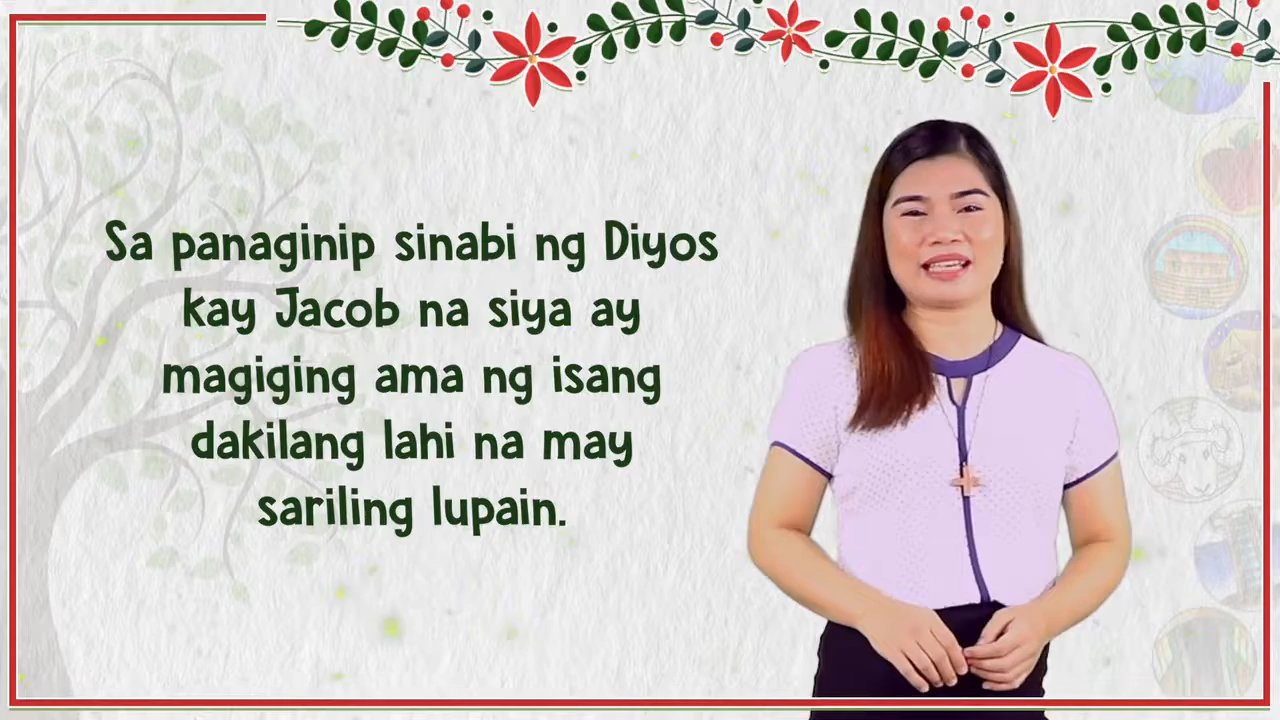 Sa panaginip sinabi ng Diyos
kay Jacob na siya ay
magiging ama ng isang
dakilang lahi na may
sariling lupain.